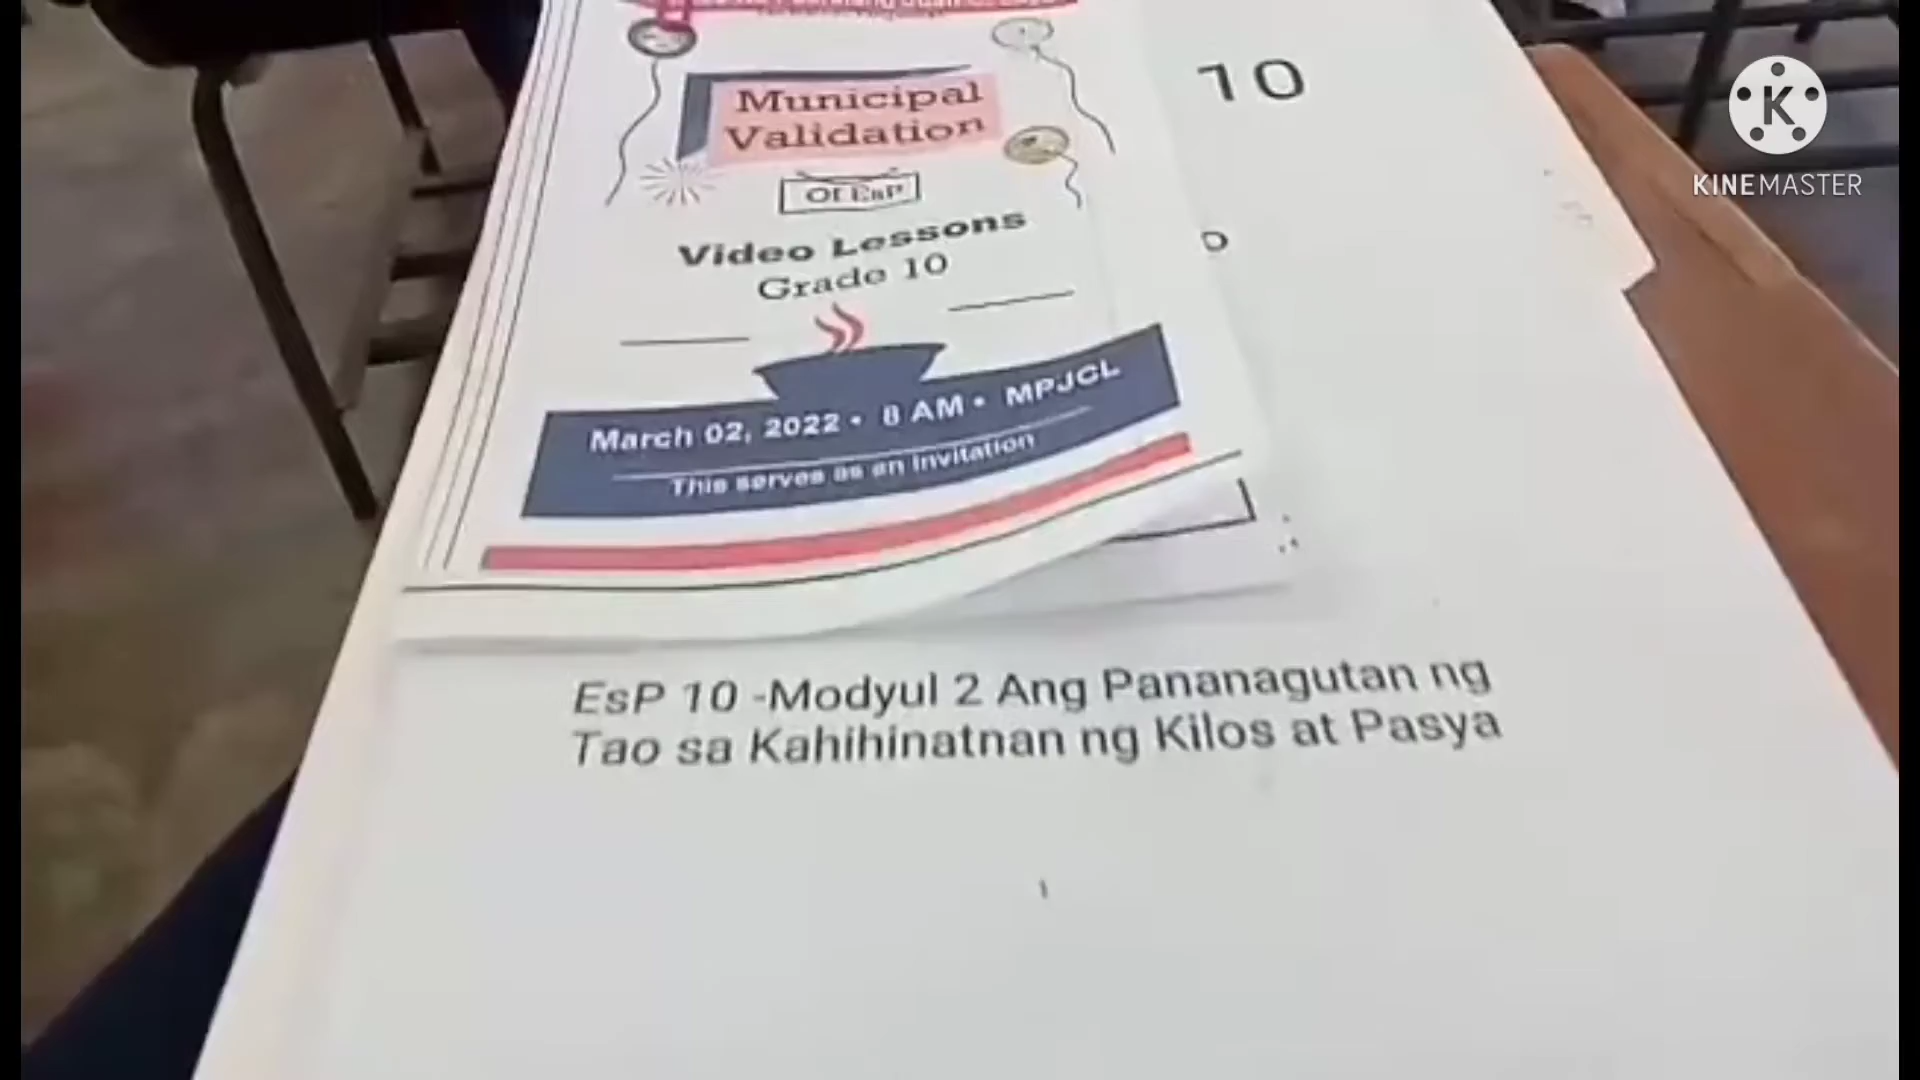 Municipal
Validation
Of EsP
Video Lessons
Grade 10
March 02, 2022 • 8 AM • MPJCL
This serves as an invitation
10
D
EsP 10 -Modyul 2 Ang Pananagutan ng
Tao sa Kahihinatnan ng Kilos at Pasya
K
KINEMASTER